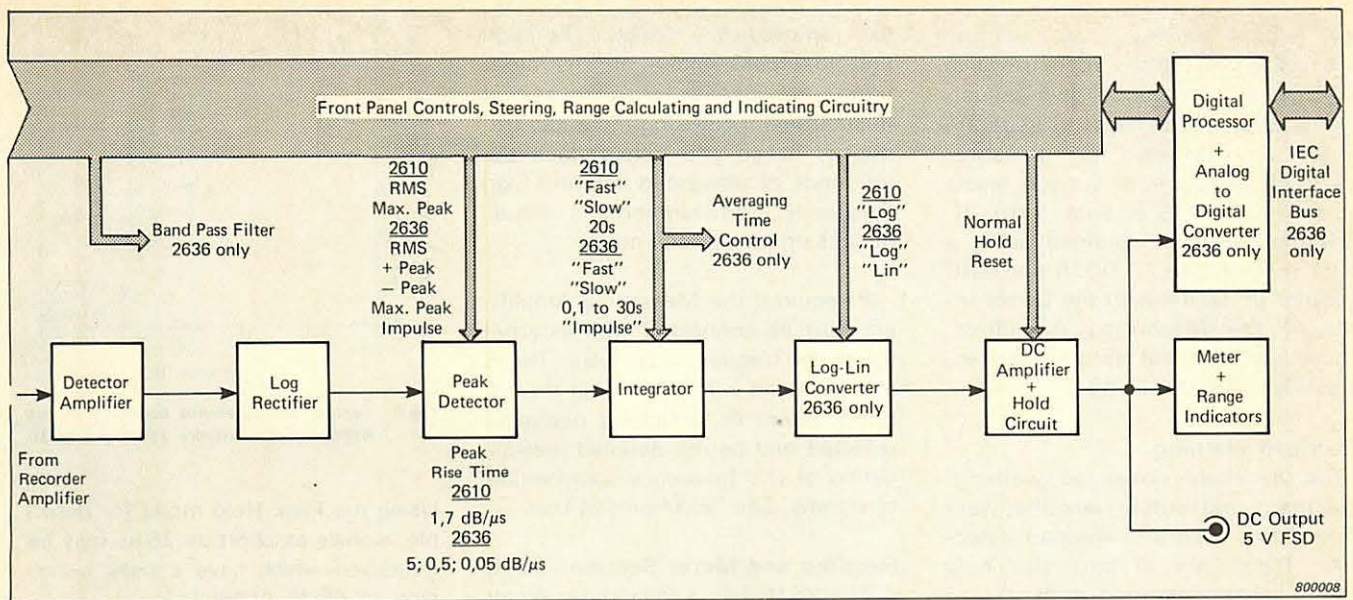 Front Panel Controls, Steering, Range Calculating and Indicating Circuitry
Digital
Processor
+
Analog
to
Digital
Converter
2636 only
IEC
Digital
Interface
Bus
2636
only
Band Pass Filter
2636 only
2610
RMS
Max. Peak
2636
RMS
+ Peak
— Peak
Max. Peak
Impulse
2610
"Fast"
"Slow"
20s
2636
"Fast"
"Slow"
0,1 to 30s
"Impulse"
Averaging
Time
Control
2636 only
2610
"Log"
2636
"Log"
"Lin"
Normal
Hold
Reset
Detector
Amplifier
Log
Rectifier
Peak
Detector
Integrator
Log-Lin
Converter
2636 only
DC
Amplifier
+
Hold
Circuit
Meter
+
Range
Indicators
From
Recorder
Amplifier
Peak
Rise Time
2610
1,7 dB/μs
2636
5; 0,5; 0,05 dB/μs
DC Output
5 V FSD
800008